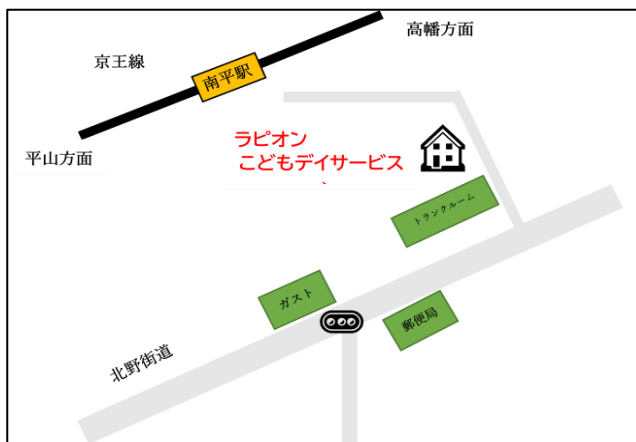 高幡方面
京王線
南平駅
平山方面
ラピオン
こどもデイサービス
トランクルーム
ガスト
郵便局
北野街道